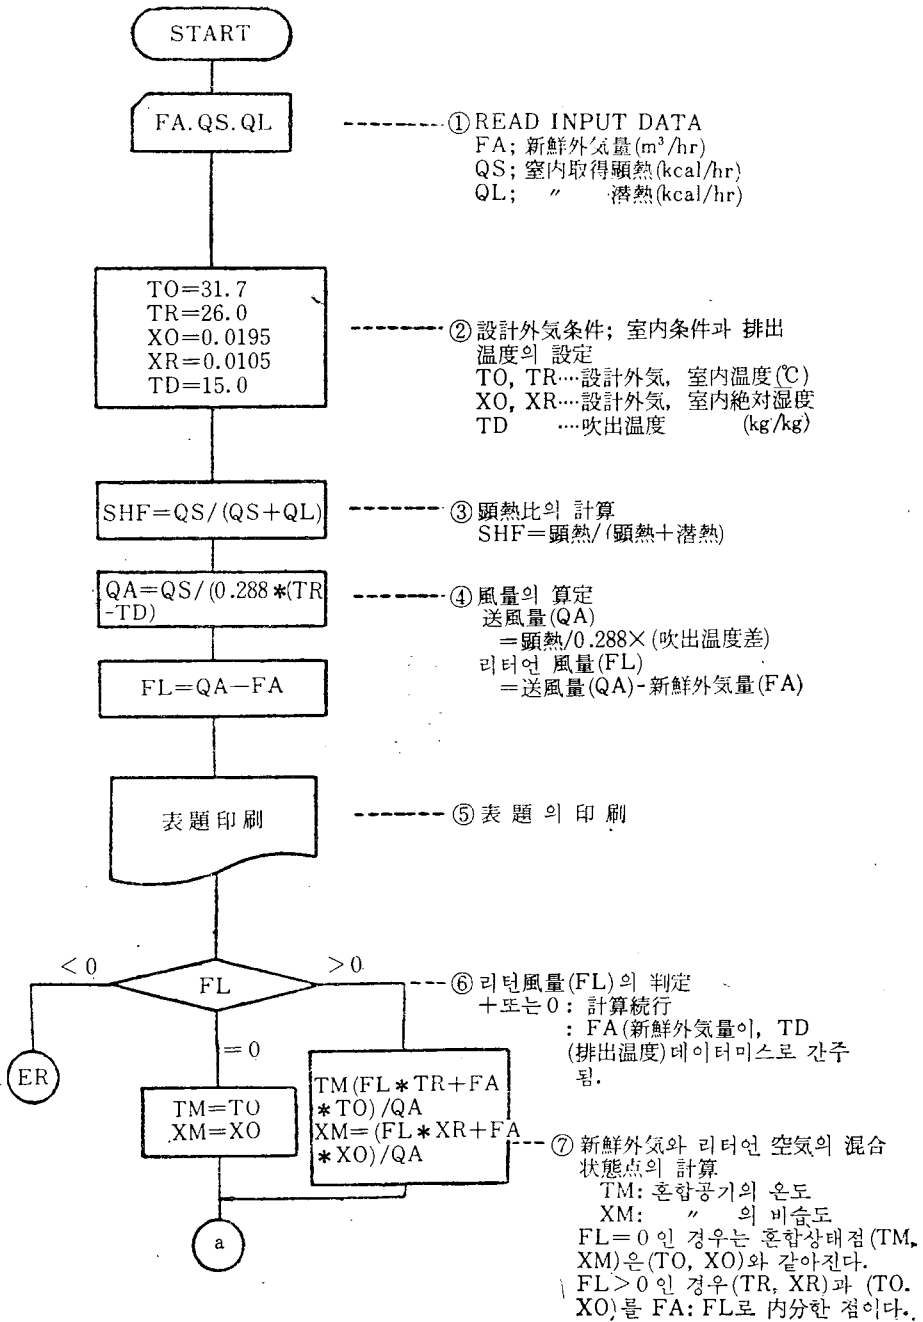 START
FA.QS.QL
① READ INPUT DATA
FA; 新鮮外気量(m³/hr)
QS; 室内取得顕熱(kcal/hr)
QL; 〃 潜熱(kcal/hr)
TO=31.7
TR=26.0
XO=0.0195
XR=0.0105
TD=15.0
② 設計外気条件; 室内条件과 排出
温度의 設定
TO, TR····設計外気, 室内温度(℃)
XO, XR····設計外気, 室内絶対湿度
TD ····吹出温度 (kg/kg)
SHF=QS/(QS+QL)
③ 顕熱比의 計算
SHF=顕熱/(顕熱+潜熱)
QA=QS/(0.288*(TR
-TD)
④ 風量의 算定
送風量(QA)
=顕熱/0.288×(吹出温度差)
리터언 風量(FL)
=送風量(QA)-新鮮外気量(FA)
FL=QA-FA
表題印刷
⑤ 表 題 의 印 刷
<0
FL
>0
=0
⑥ 리턴風量(FL)의 判定
+또는 0 : 計算続行
: FA(新鮮外気量이, TD
(排出温度)데이터미스로 간주
됨.
ER
TM=TO
XM=XO
TM(FL*TR+FA
*TO)/QA
XM=(FL*XR+FA
*XO)/QA
⑦ 新鮮外気와 리터언 空気의 混合
状態点의 計算
TM: 혼합공기의 온도
XM: 〃 의 비습도
FL=0인 경우는 혼합상태점(TM,
XM)은(TO, XO)와 같아진다.
FL>0인 경우(TR, XR)과 (TO.
XO)를 FA: FL로 内分한 점이다.
a